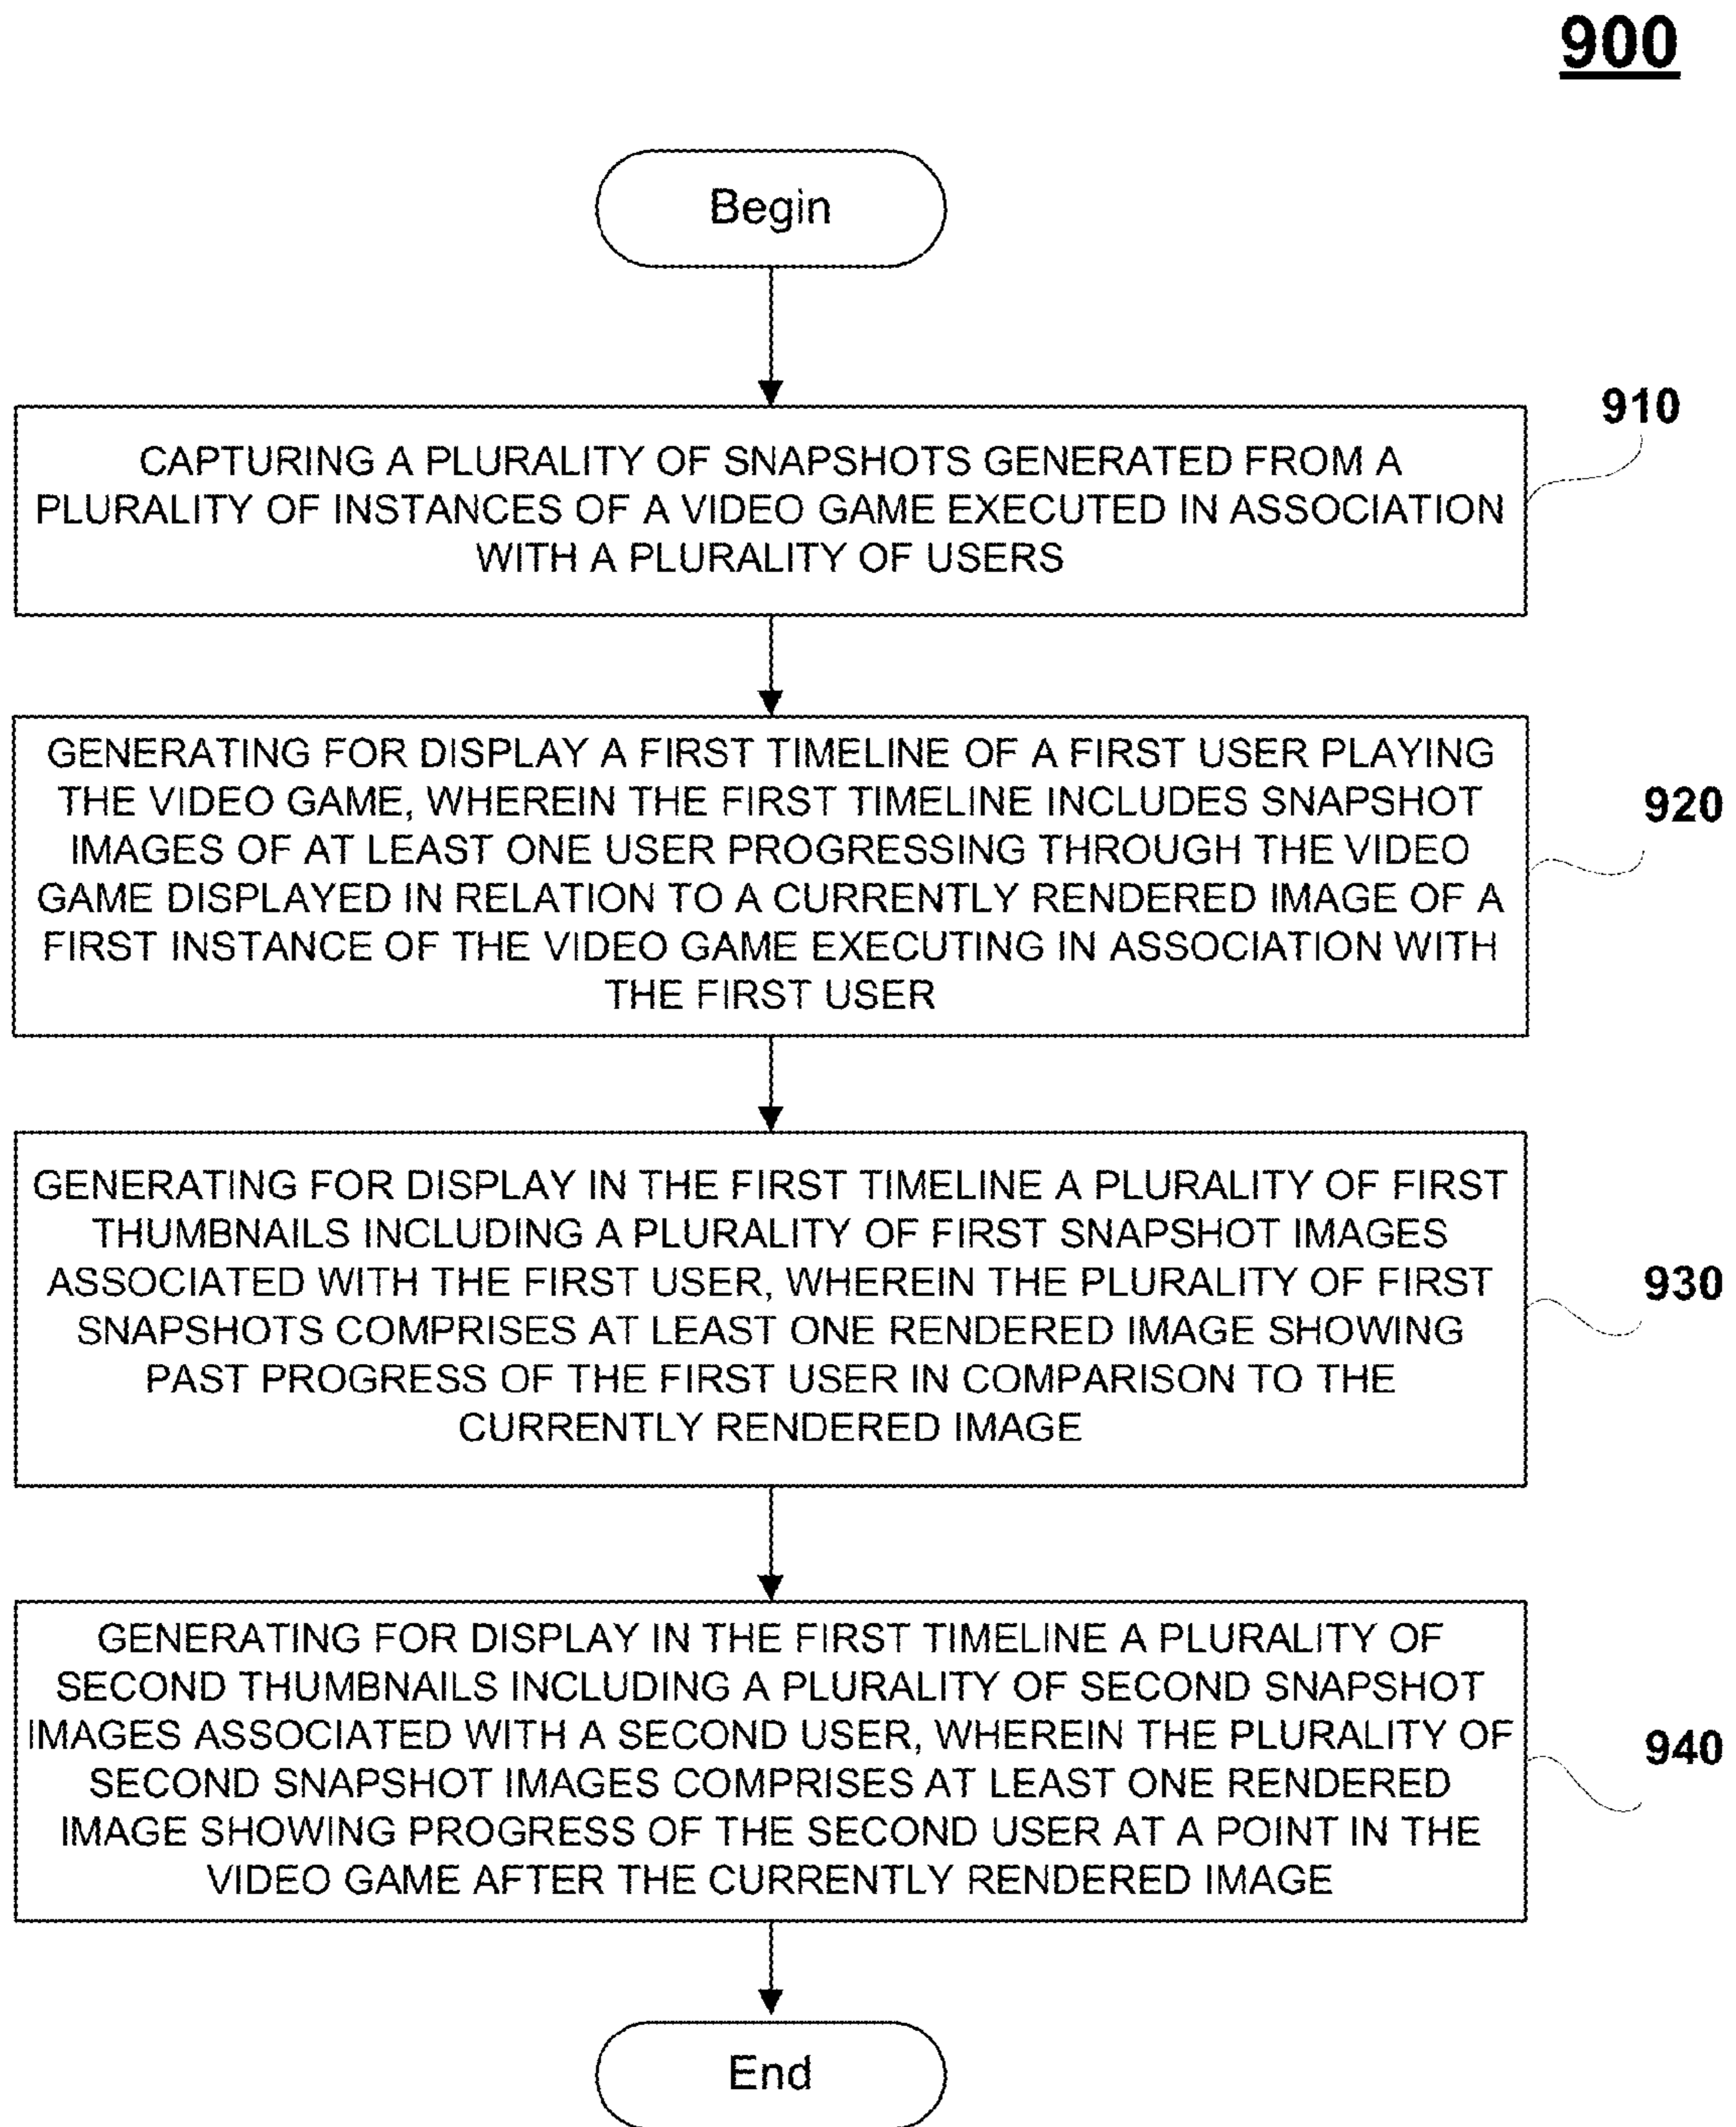 900
Begin
910
CAPTURING A PLURALITY OF SNAPSHOTS GENERATED FROM A
PLURALITY OF INSTANCES OF A VIDEO GAME EXECUTED IN ASSOCIATION
WITH A PLURALITY OF USERS
920
GENERATING FOR DISPLAY A FIRST TIMELINE OF A FIRST USER PLAYING
THE VIDEO GAME, WHEREIN THE FIRST TIMELINE INCLUDES SNAPSHOT
IMAGES OF AT LEAST ONE USER PROGRESSING THROUGH THE VIDEO
GAME DISPLAYED IN RELATION TO A CURRENTLY RENDERED IMAGE OF A
FIRST INSTANCE OF THE VIDEO GAME EXECUTING IN ASSOCIATION WITH
THE FIRST USER
930
GENERATING FOR DISPLAY IN THE FIRST TIMELINE A PLURALITY OF FIRST
THUMBNAILS INCLUDING A PLURALITY OF FIRST SNAPSHOT IMAGES
ASSOCIATED WITH THE FIRST USER, WHEREIN THE PLURALITY OF FIRST
SNAPSHOTS COMPRISES AT LEAST ONE RENDERED IMAGE SHOWING
PAST PROGRESS OF THE FIRST USER IN COMPARISON TO THE
CURRENTLY RENDERED IMAGE
940
GENERATING FOR DISPLAY IN THE FIRST TIMELINE A PLURALITY OF
SECOND THUMBNAILS INCLUDING A PLURALITY OF SECOND SNAPSHOT
IMAGES ASSOCIATED WITH A SECOND USER, WHEREIN THE PLURALITY OF
SECOND SNAPSHOT IMAGES COMPRISES AT LEAST ONE RENDERED
IMAGE SHOWING PROGRESS OF THE SECOND USER AT A POINT IN THE
VIDEO GAME AFTER THE CURRENTLY RENDERED IMAGE
End